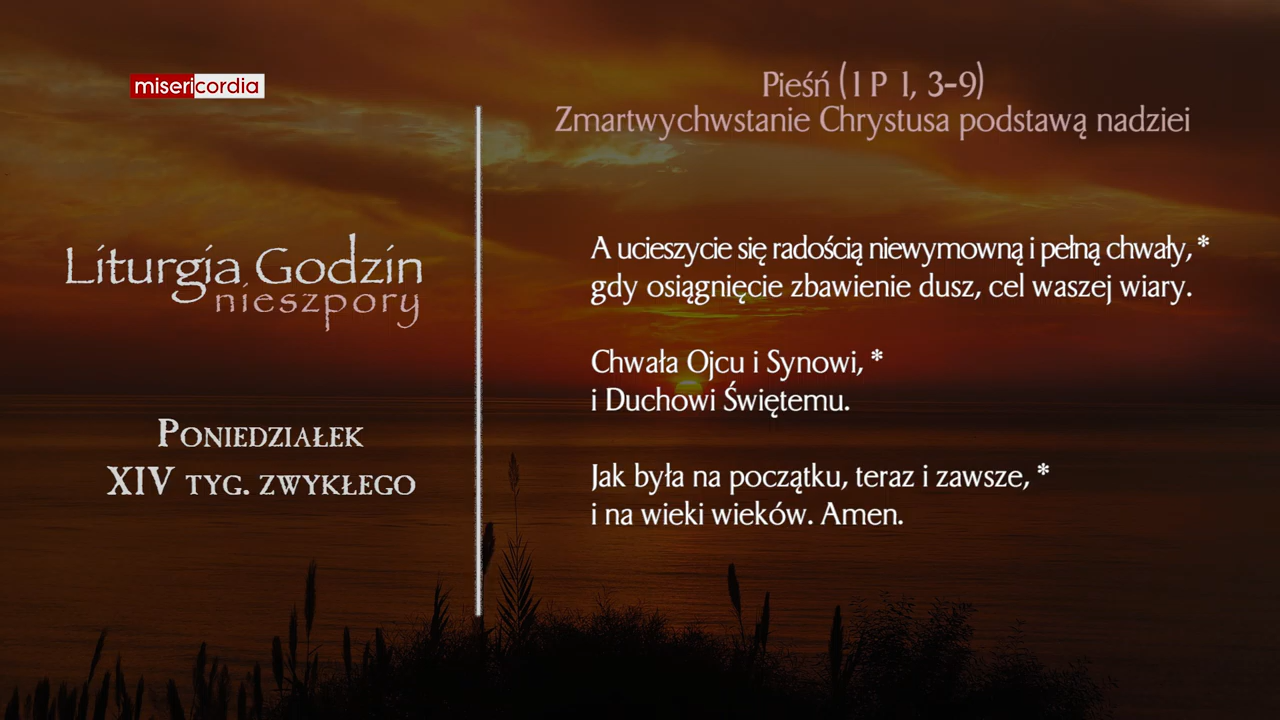 misericordia
Liturgia Godzin
nieszpory
Poniedziałek
XIV tyg. zwykłego
Pieśń (1 P 1, 3-9)
Zmartwychwstanie Chrystusa podstawą nadziei
A ucieszycie się radością niewymowną i pełną chwały, *
gdy osiągnięcie zbawienie dusz, cel waszej wiary.
Chwała Ojcu i Synowi, *
i Duchowi Świętemu.
Jak była na początku, teraz i zawsze, *
i na wieki wieków. Amen.